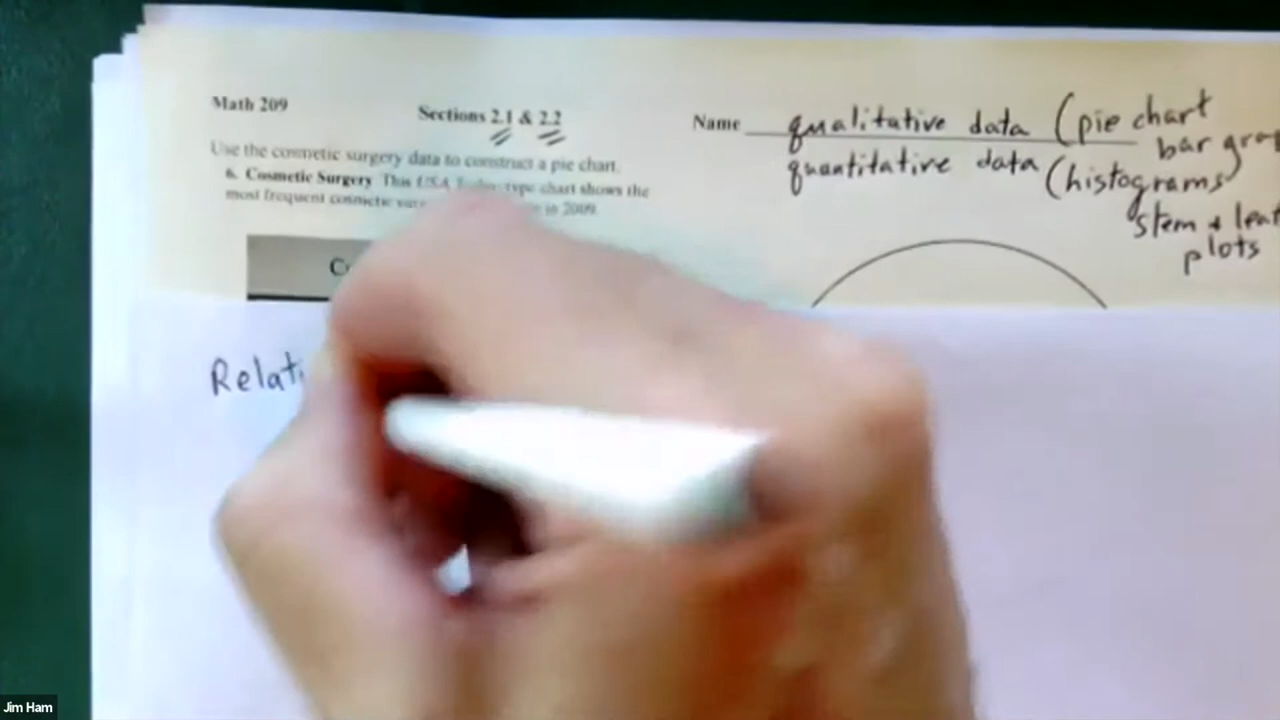 Math 209
Sections 2.1 & 2.2
Name qualitative data (pie chart
bar gra
quantitative data (histograms
stem + leaf
plots
Use the cosmetic surgery data to construct a pie chart.
6. Cosmetic Surgery This USA type chart shows the
most frequent cosmetic in 2009
Relati
Jim Ham